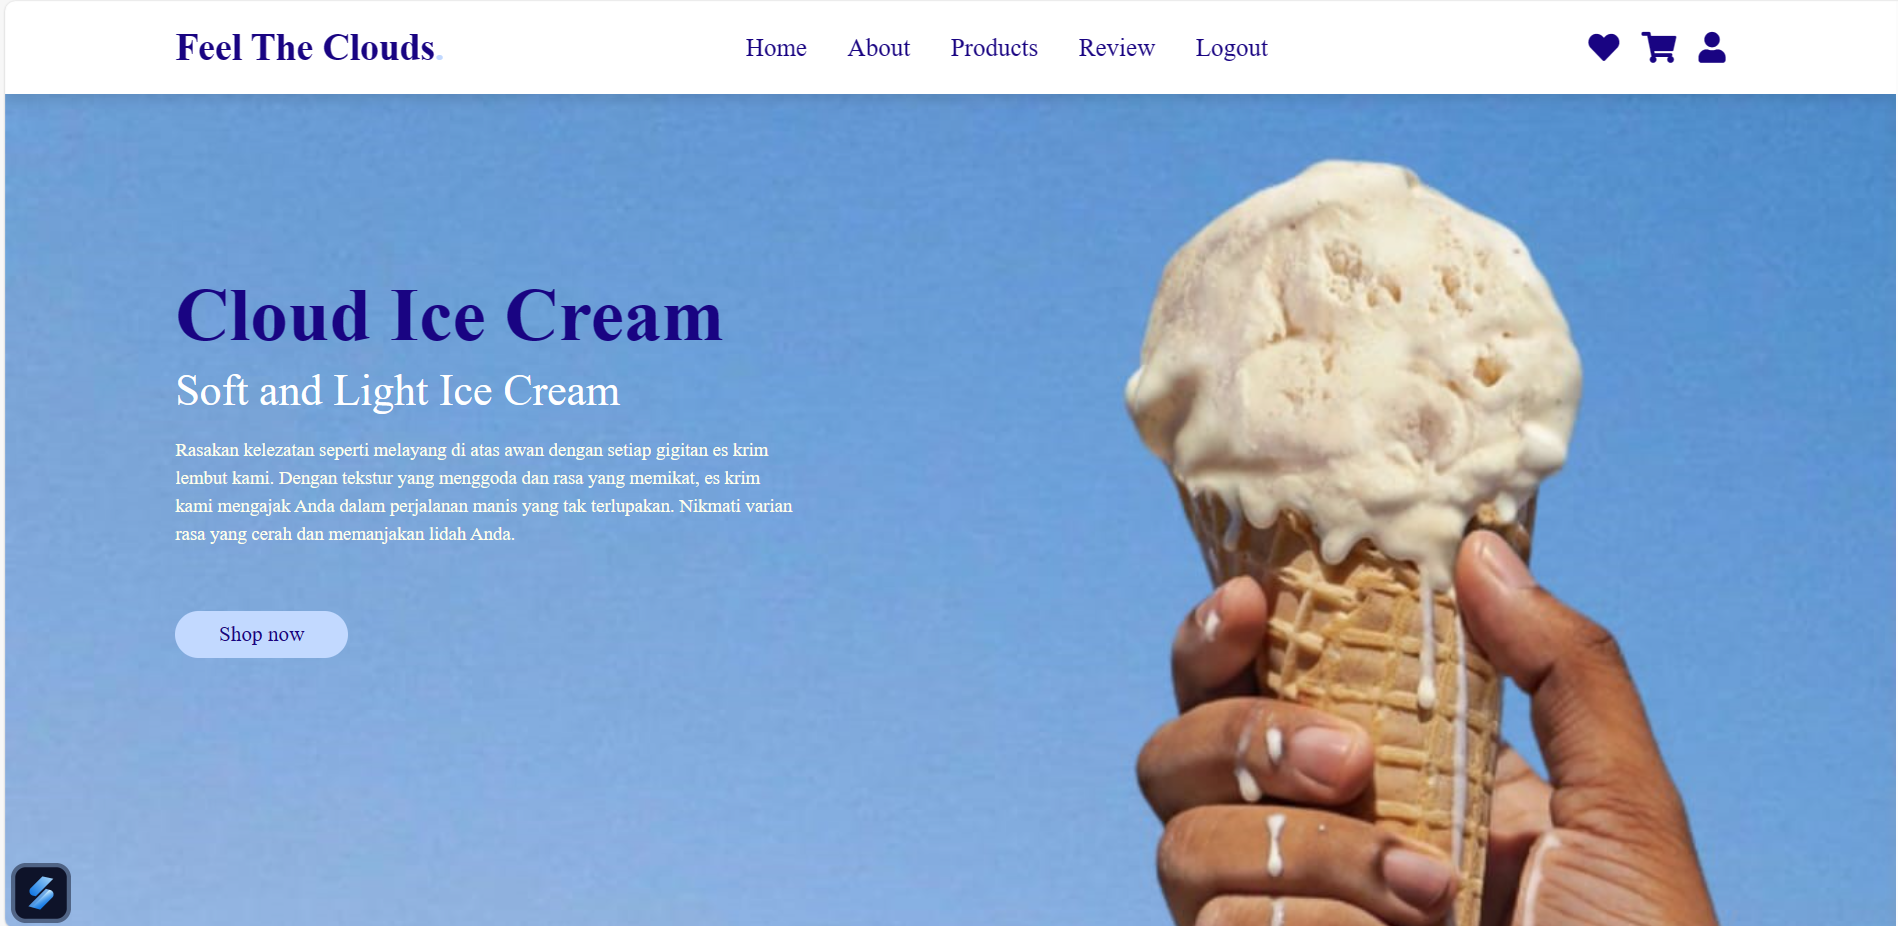 Feel The Clouds.
Home About Products Review Logout
Cloud Ice Cream
Soft and Light Ice Cream
Rasakan kelezatan seperti melayang di atas awan dengan setiap gigitan es krim
lembut kami. Dengan tekstur yang menggoda dan rasa yang memikat, es krim
kami mengajak Anda dalam perjalanan manis yang tak terlupakan. Nikmati varian
rasa yang cerah dan memanjakan lidah Anda.
Shop now